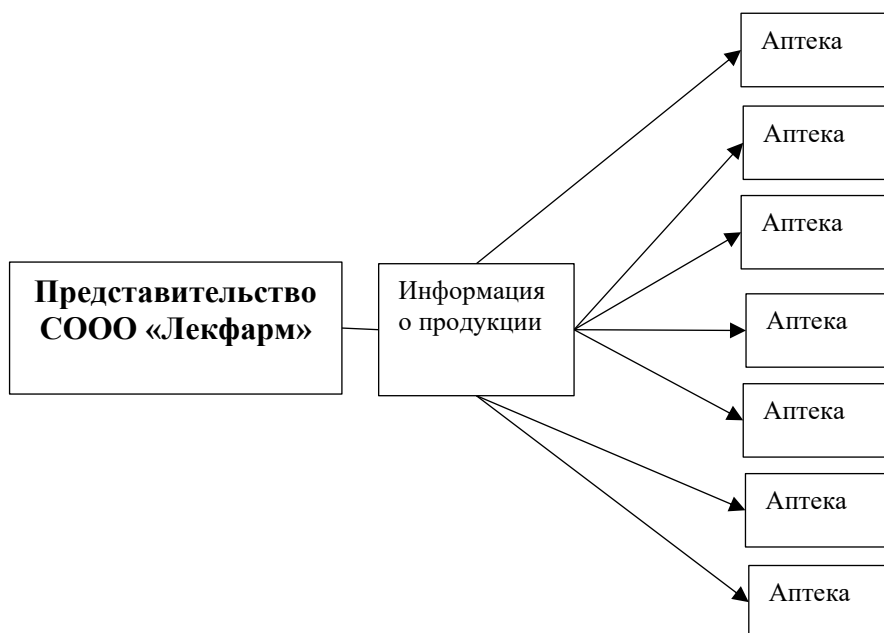 Представительство
СООО «Лекфарм»
Информация
о продукции
Аптека
Аптека
Аптека
Аптека
Аптека
Аптека
Аптека